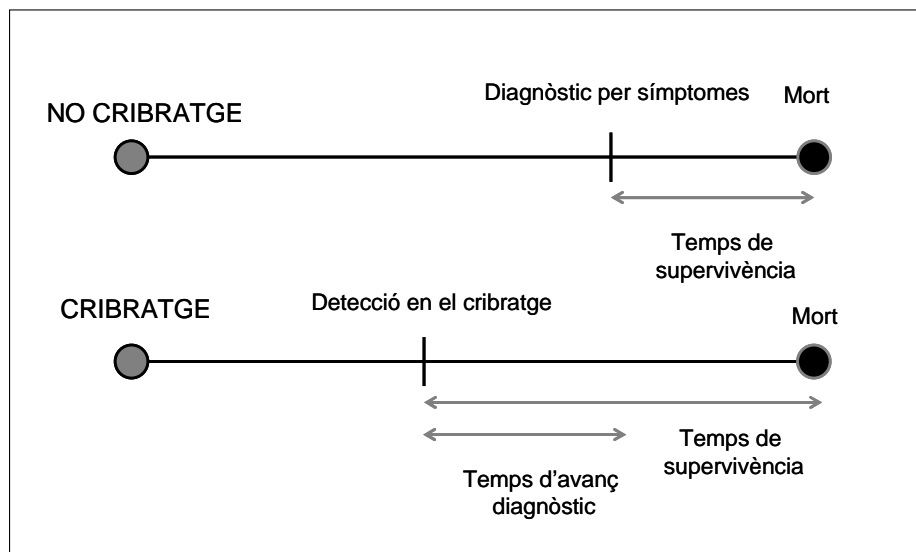 Diagnòstic per símptomes
Mort
NO CRIBRATGE
Temps de
supervivència
Detecció en el cribratge
CRIBRATGE
Mort
Temps de
supervivència
Temps d'avanç
diagnòstic